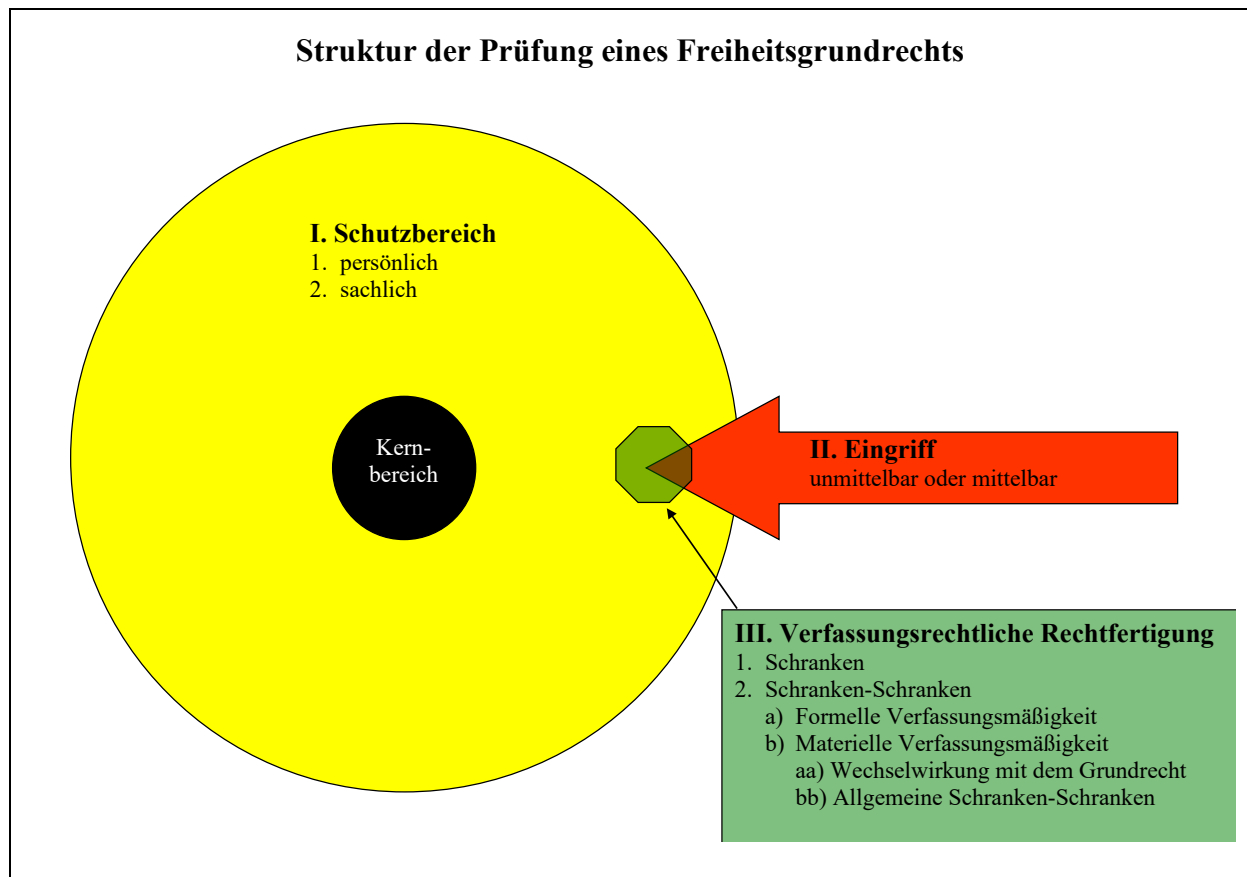 Struktur der Prüfung eines Freiheitsgrundrechts
I. Schutzbereich
1. persönlich
2. sachlich
Kern-
bereich
II. Eingriff
unmittelbar oder mittelbar
III. Verfassungsrechtliche Rechtfertigung
1. Schranken
2. Schranken-Schranken
a) Formelle Verfassungsmäßigkeit
b) Materielle Verfassungsmäßigkeit
aa) Wechselwirkung mit dem Grundrecht
bb) Allgemeine Schranken-Schranken